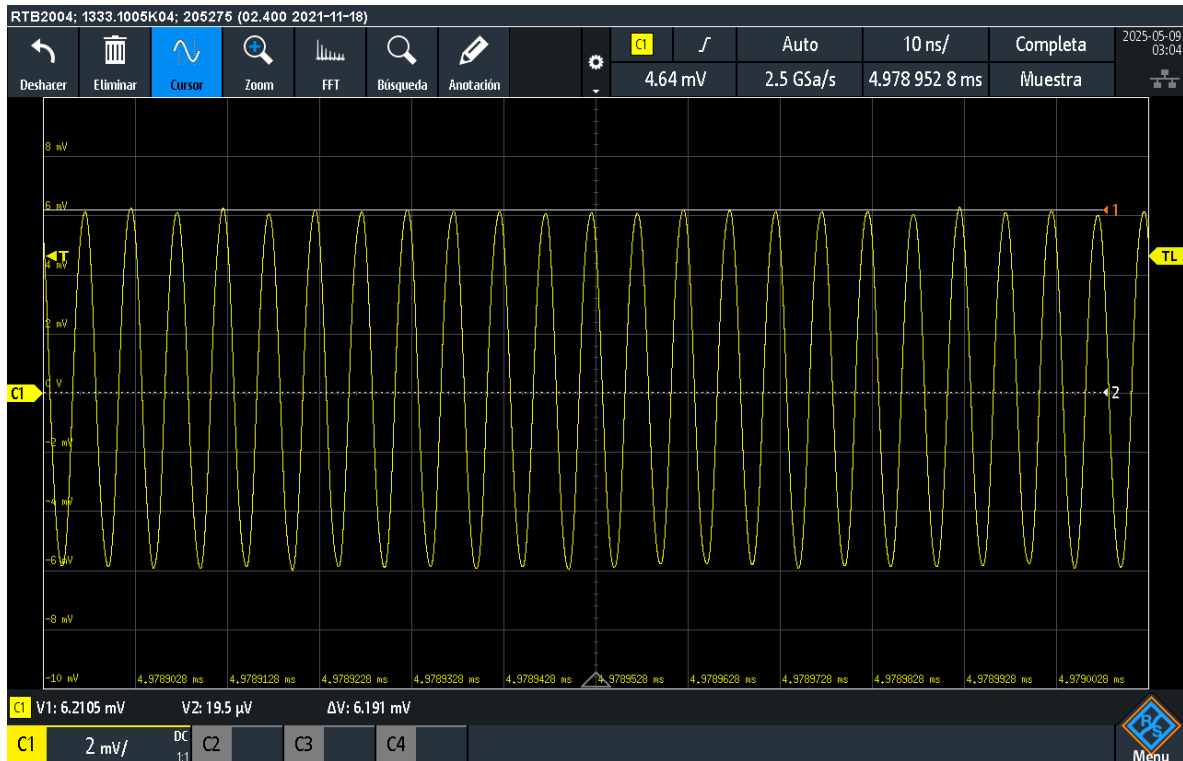 RTB2004; 1333.1005K04; 205275 (02.400 2021-11-18)
Deshacer Eliminar Cursor Zoom FFT Búsqueda Anotación
C1 Auto 10 ns/ Completa 2025-05-09
03:04
4.64 mV 2.5 GSa/s 4.978 952 8 ms Muestra
8 mV
6 mV
1
T
TL
4 mV
2 mV
0 V
C1
2
-2 mV
-4 mV
-6 mV
-8 mV
-10 mV 4.9789028 ms 4.9789128 ms 4.9789228 ms 4.9789328 ms 4.9789428 ms 4.9789528 ms 4.9789628 ms 4.9789728 ms 4.9789828 ms 4.9789928 ms 4.9790028 ms
C1 V1: 6.2105 mV V2: 19.5 µV ΔV: 6.191 mV
C1 2 mV/ DC 1:1 C2 C3 C4
R&S
Menu